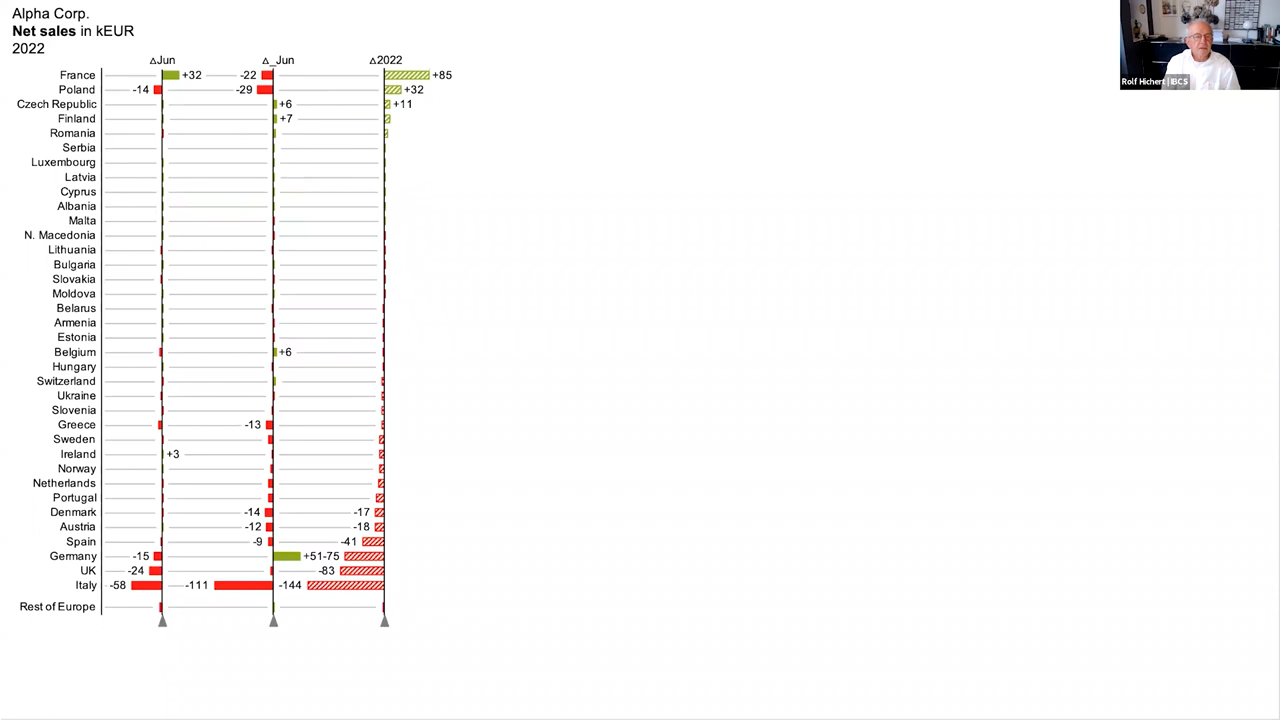 Alpha Corp.
Net sales in kEUR
2022
ΔJun Δ_Jun Δ2022
France +32 -22 +85
Poland -14 -29 +32
Czech Republic +6 +11
Finland +7
Romania
Serbia
Luxembourg
Latvia
Cyprus
Albania
Malta
N. Macedonia
Lithuania
Bulgaria
Slovakia
Moldova
Belarus
Armenia
Estonia
Belgium +6
Hungary
Switzerland
Ukraine
Slovenia
Greece -13
Sweden
Ireland +3
Norway
Netherlands
Portugal
Denmark -14 -17
Austria -12 -18
Spain -9 -41
Germany -15 +51 -75
UK -24 -83
Italy -58 -111 -144
Rest of Europe
Rolf Hichert | IBCS